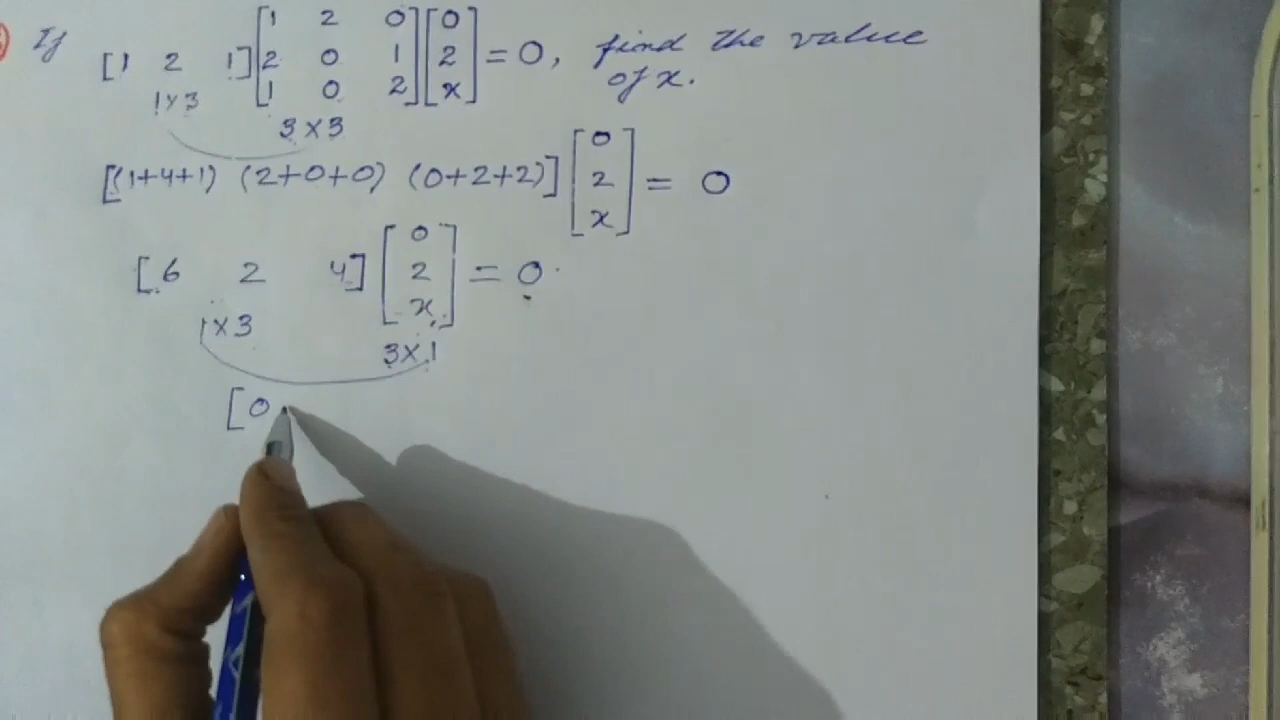 If [1 2 1] [1 2 0 2 0 1 1 0 2] [0 2 x] = 0, find the value of x.
1×3
3×3
[(1+4+1) (2+0+0) (0+2+2)] [0 2 x] = 0
[6 2 4] [0 2 x] = 0
1×3
3×1
[0